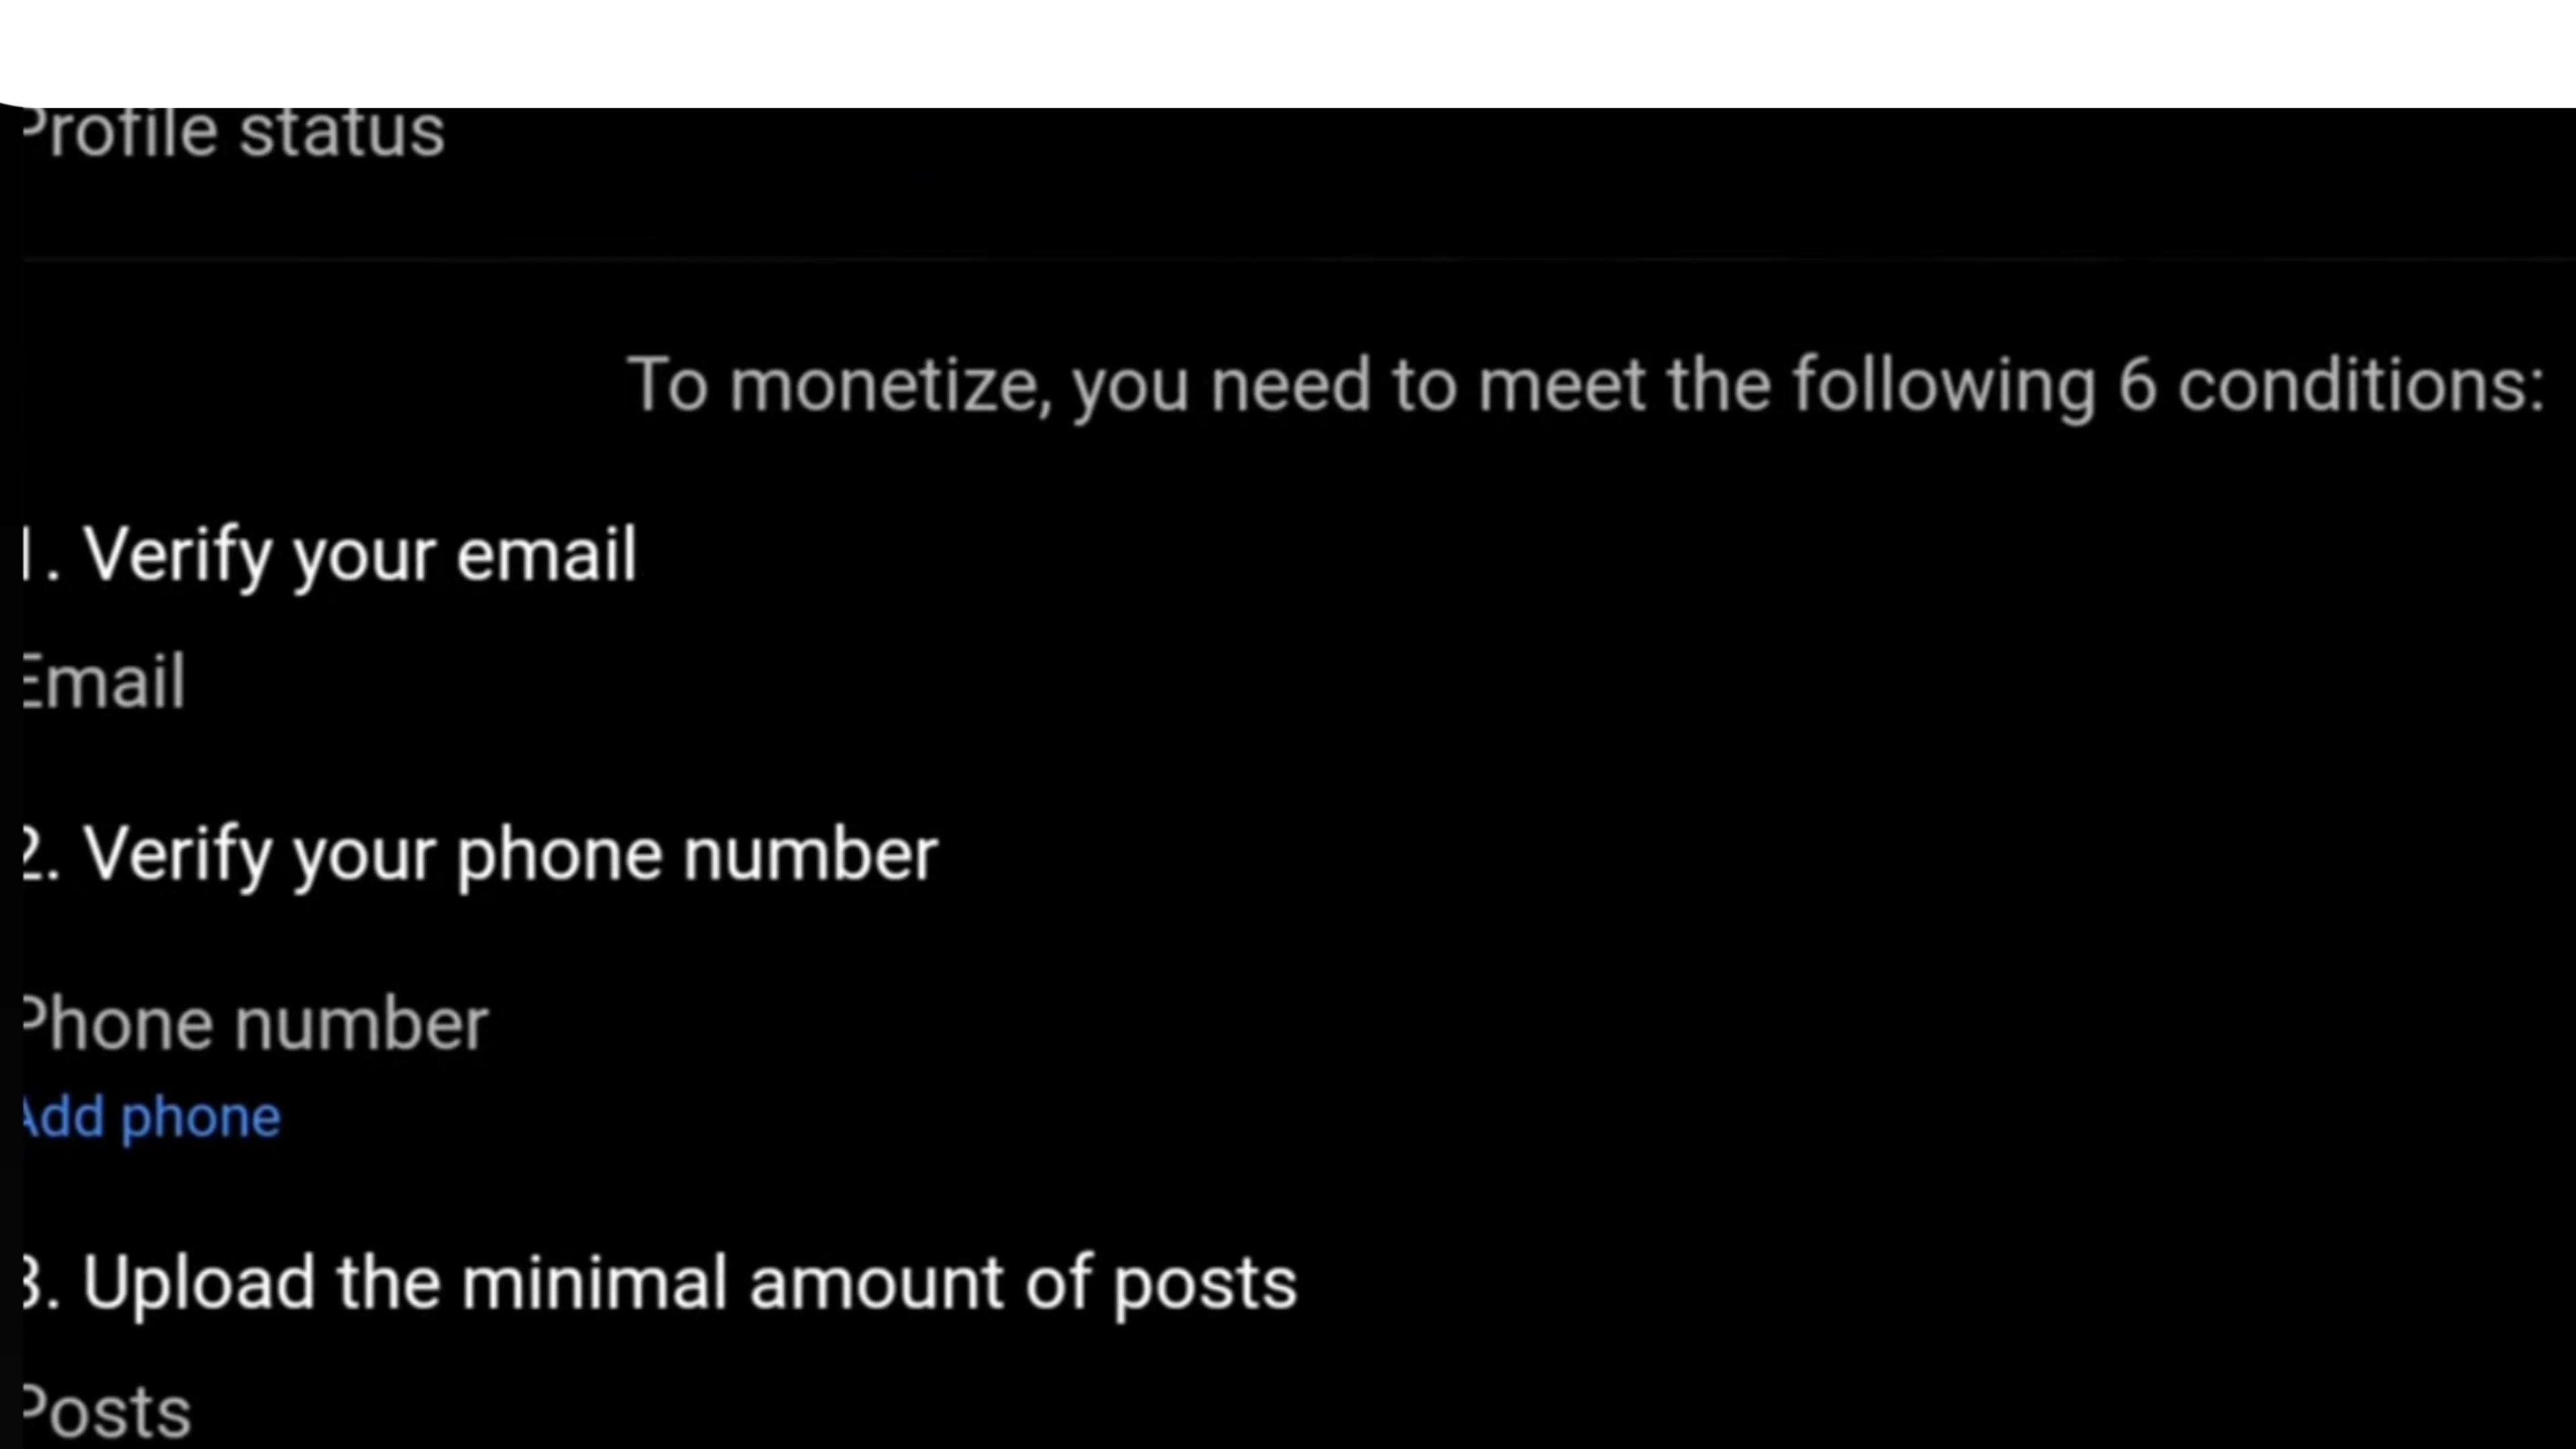 Profile status
To monetize, you need to meet the following 6 conditions:
1. Verify your email
Email
2. Verify your phone number
Phone number
Add phone
3. Upload the minimal amount of posts
Posts